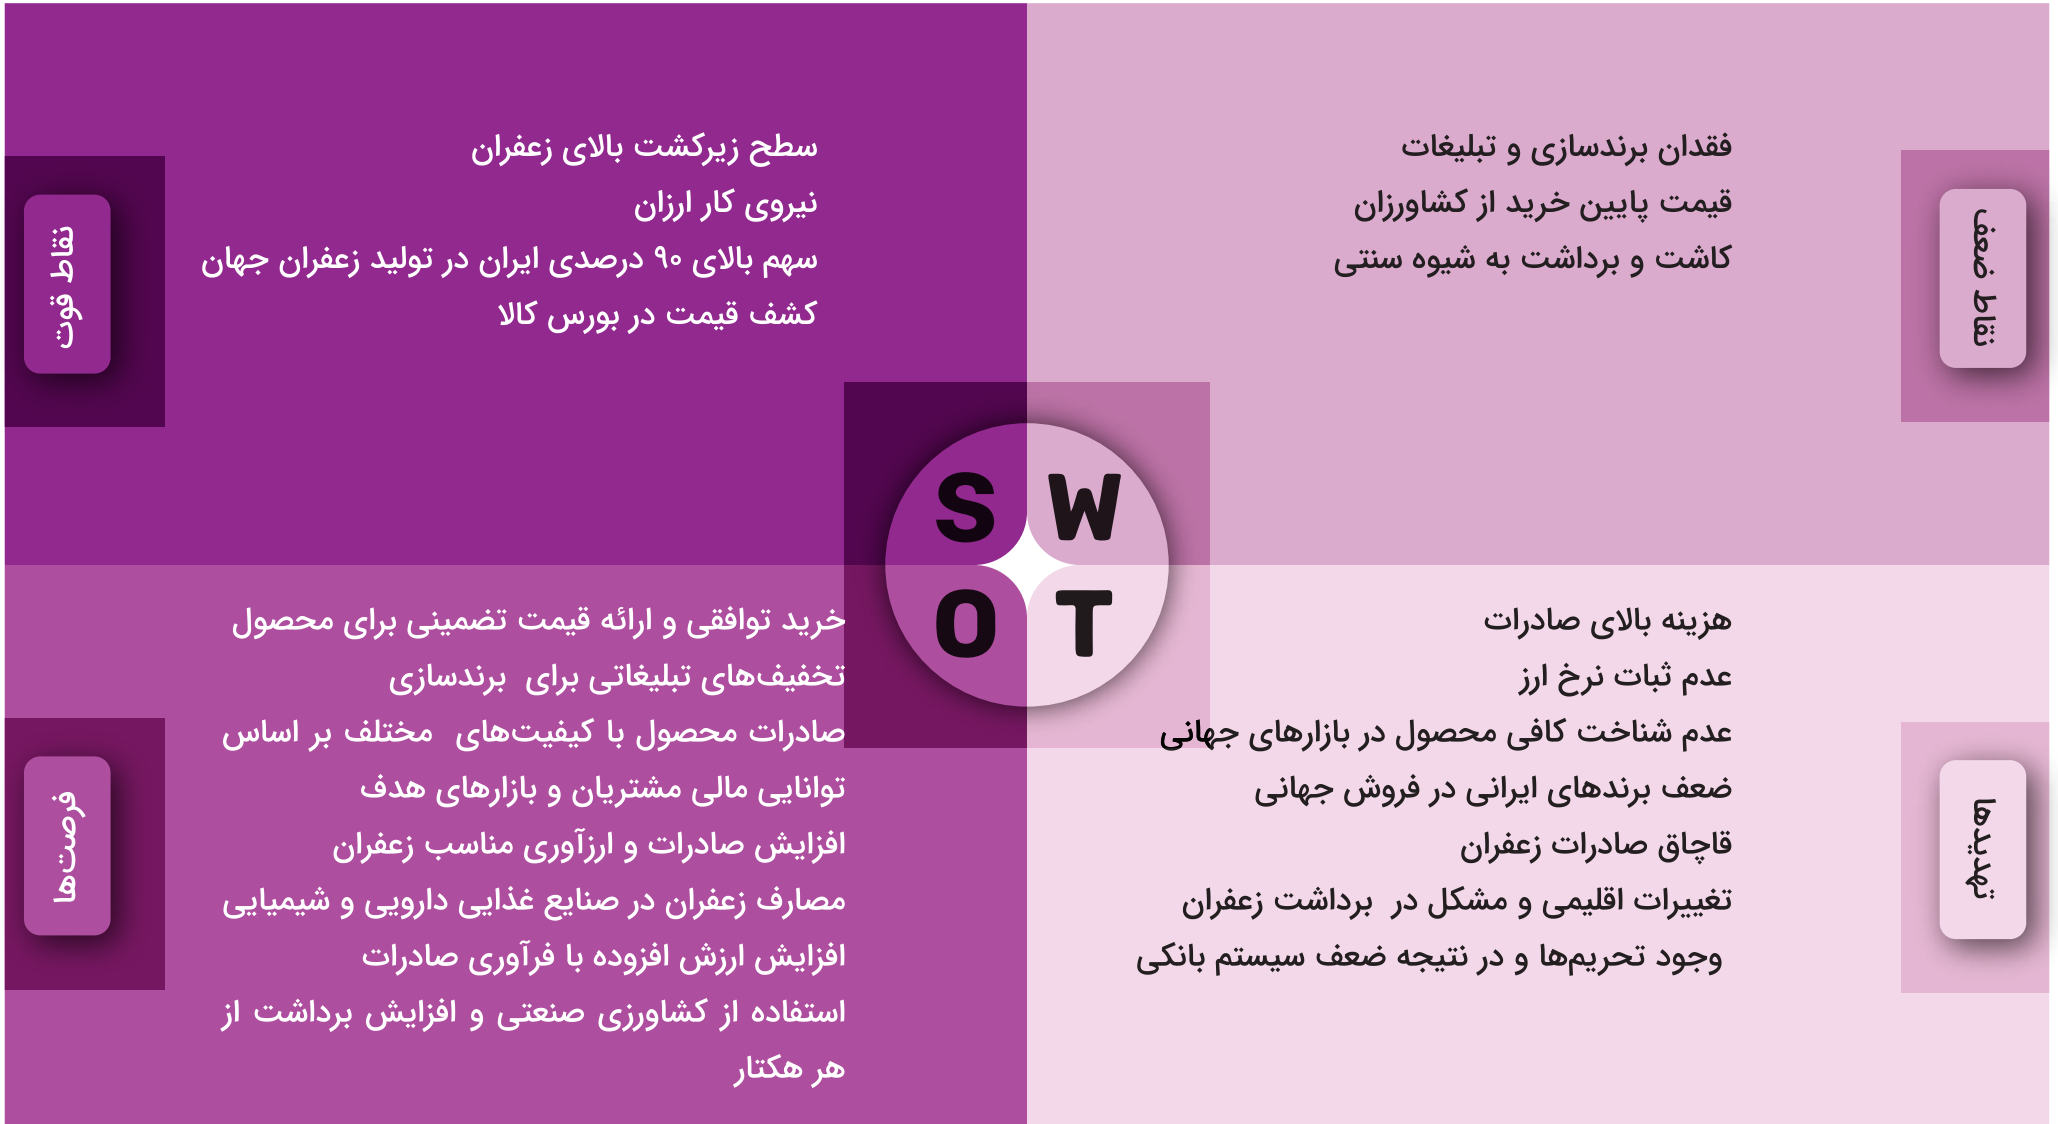 نقاط قوت
سطح زیرکشت بالای زعفران
نیروی کار ارزان
سهم بالای ۹۰ درصدی ایران در تولید زعفران جهان
کشف قیمت در بورس کالا
نقاط ضعف
فقدان برندسازی و تبلیغات
قیمت پایین خرید از کشاورزان
کاشت و برداشت به شیوه سنتی
S W
O T
فرصت‌ها
خرید توافقی و ارائه قیمت تضمینی برای محصول
تخفیف‌های تبلیغاتی برای برندسازی
صادرات محصول با کیفیت‌های مختلف بر اساس
توانایی مالی مشتریان و بازارهای هدف
افزایش صادرات و ارزآوری مناسب زعفران
مصارف زعفران در صنایع غذایی دارویی و شیمیایی
افزایش ارزش افزوده با فرآوری صادرات
استفاده از کشاورزی صنعتی و افزایش برداشت از
هر هکتار
تهدیدها
هزینه بالای صادرات
عدم ثبات نرخ ارز
عدم شناخت کافی محصول در بازارهای جهانی
ضعف برندهای ایرانی در فروش جهانی
قاچاق صادرات زعفران
تغییرات اقلیمی و مشکل در برداشت زعفران
وجود تحریم‌ها و در نتیجه ضعف سیستم بانکی